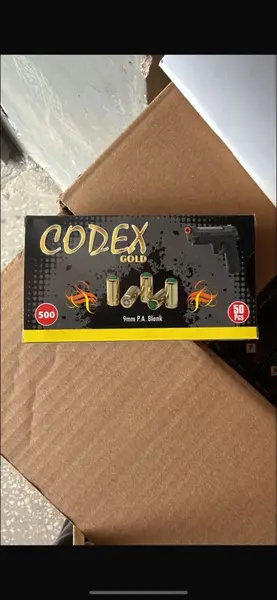 CODEX
GOLD
500
50
Pcs
9mm P.A. Blank